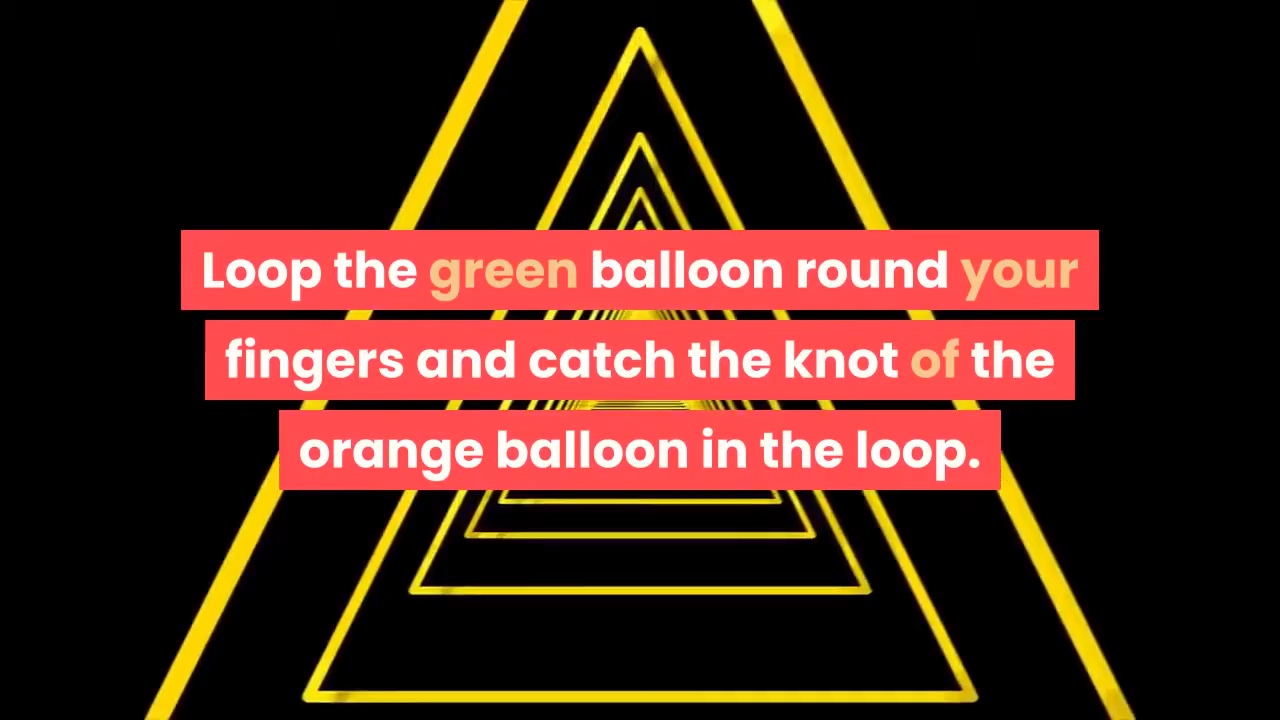 Loop the green balloon round your
fingers and catch the knot of the
orange balloon in the loop.